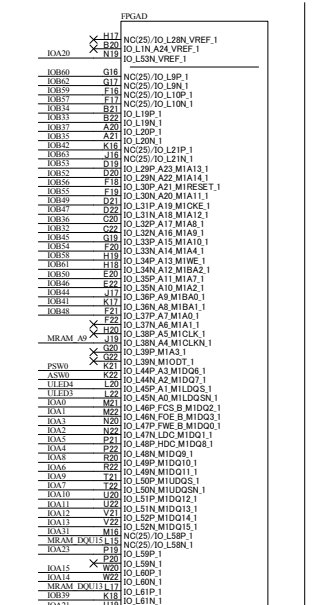 FPGAD
H17 NC(25)/IO_L28N_VREF_1
B20 IO_L1N_A24_VREF_1
IOA20 N19 IO_L53N_VREF_1
IOB60 G16 NC(25)/IO_L9P_1
IOB62 G17 NC(25)/IO_L9N_1
IOB59 F16 NC(25)/IO_L10P_1
IOB57 F17 NC(25)/IO_L10N_1
IOB34 B21 IO_L19P_1
IOB33 B22 IO_L19N_1
IOB37 A20 IO_L20P_1
IOB35 A21 IO_L20N_1
IOB42 K16 NC(25)/IO_L21P_1
IOB63 J16 NC(25)/IO_L21N_1
IOB53 D19 IO_L29P_A23_M1A13_1
IOB52 D20 IO_L29N_A22_M1A14_1
IOB56 F18 IO_L30P_A21_M1RESET_1
IOB55 F19 IO_L30N_A20_M1A11_1
IOB49 D21 IO_L31P_A19_M1CKE_1
IOB47 D22 IO_L31N_A18_M1A12_1
IOB36 C20 IO_L32P_A17_M1A8_1
IOB32 C22 IO_L32N_A16_M1A9_1
IOB45 G19 IO_L33P_A15_M1A10_1
IOB54 F20 IO_L33N_A14_M1A4_1
IOB58 H19 IO_L34P_A13_M1WE_1
IOB61 H18 IO_L34N_A12_M1BA2_1
IOB50 E20 IO_L35P_A11_M1A7_1
IOB46 E22 IO_L35N_A10_M1A2_1
IOB44 J17 IO_L36P_A9_M1BA0_1
IOB41 K17 IO_L36N_A8_M1BA1_1
IOB48 F21 IO_L37P_A7_M1A0_1
F22 IO_L37N_A6_M1A1_1
H20 IO_L38P_A5_M1CLK_1
MRAM_A9 J19 IO_L38N_A4_M1CLKN_1
G20 IO_L39P_M1A3_1
G22 IO_L39N_M1ODT_1
PSW0 K21 IO_L44P_A3_M1DQ6_1
ASW0 K22 IO_L44N_A2_M1DQ7_1
ULED4 L20 IO_L45P_A1_M1LDQS_1
ULED3 L22 IO_L45N_A0_M1LDQSN_1
IOA0 M21 IO_L46P_FCS_B_M1DQ2_1
IOA1 M22 IO_L46N_FOE_B_M1DQ3_1
IOA3 N20 IO_L47P_FWE_B_M1DQ0_1
IOA2 N22 IO_L47N_LDC_M1DQ1_1
IOA5 P21 IO_L48P_HDC_M1DQ8_1
IOA4 P22 IO_L48N_M1DQ9_1
IOA8 R20 IO_L49P_M1DQ10_1
IOA6 R22 IO_L49N_M1DQ11_1
IOA9 T21 IO_L50P_M1UDQS_1
IOA7 T22 IO_L50N_M1UDQSN_1
IOA10 U20 IO_L51P_M1DQ12_1
IOA11 U22 IO_L51N_M1DQ13_1
IOA12 V21 IO_L52P_M1DQ14_1
IOA13 V22 IO_L52N_M1DQ15_1
IOA31 M16 NC(25)/IO_L58P_1
MRAM_DQU15 L15 NC(25)/IO_L58N_1
IOA23 P19 IO_L59P_1
P20 IO_L59N_1
IOA15 W20 IO_L60P_1
IOA14 W22 IO_L60N_1
MRAM_DQU13 L17 IO_L61P_1
IOB39 K18 IO_L61N_1